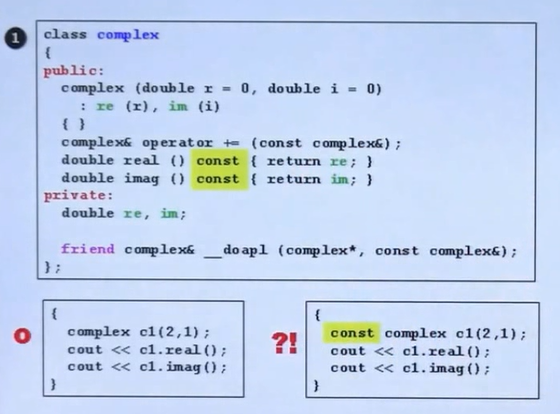 1
class complex
{
public:
complex (double r = 0, double i = 0)
: re (r), im (i)
{ }
complex& operator += (const complex&);
double real () const { return re; }
double imag () const { return im; }
private:
double re, im;
friend complex& __doapl (complex*, const complex&);
};
O
{
complex c1(2,1);
cout << c1.real();
cout << c1.imag();
}
?!
{
const complex c1(2,1);
cout << c1.real();
cout << c1.imag();
}